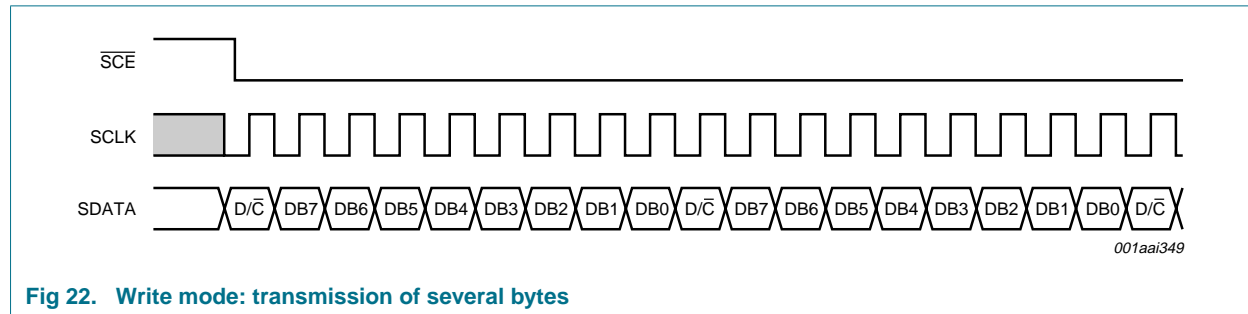 S̅C̅E̅
SCLK
SDATA D/C̅ DB7 DB6 DB5 DB4 DB3 DB2 DB1 DB0 D/C̅ DB7 DB6 DB5 DB4 DB3 DB2 DB1 DB0 D/C̅
001aai349
Fig 22. Write mode: transmission of several bytes